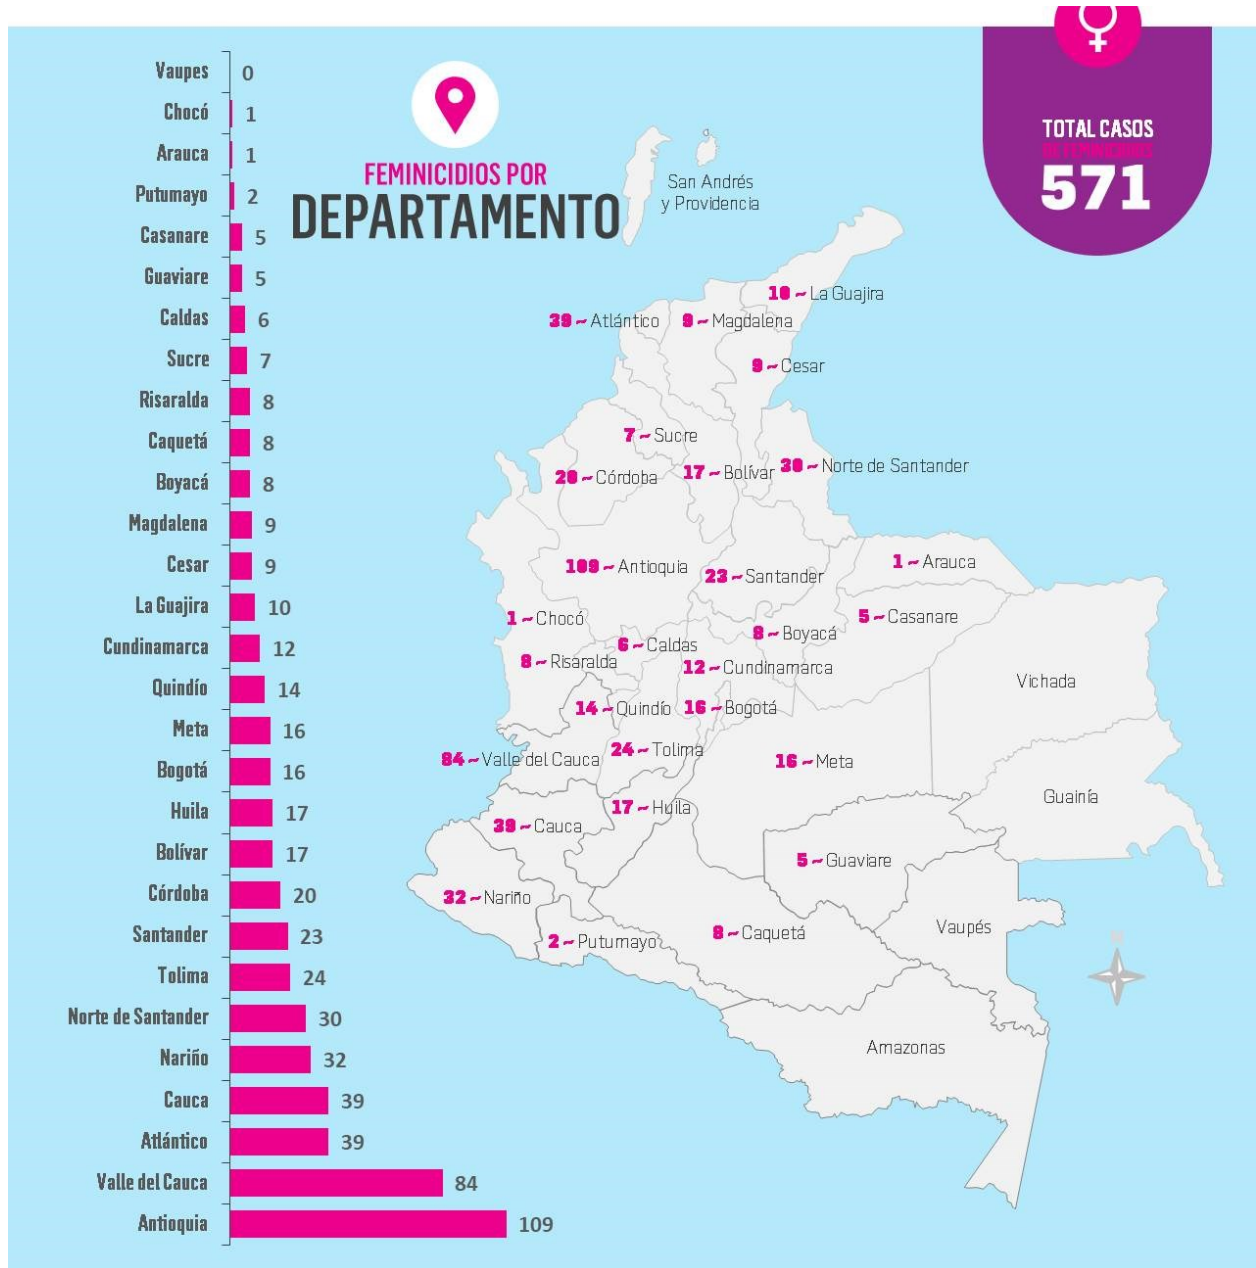 Vaupes 0
Chocó 1
Arauca 1
Putumayo 2
Casanare 5
Guaviare 5
Caldas 6
Sucre 7
Risaralda 8
Caquetá 8
Boyacá 8
Magdalena 9
Cesar 9
La Guajira 10
Cundinamarca 12
Quindío 14
Meta 16
Bogotá 16
Huila 17
Bolívar 17
Córdoba 20
Santander 23
Tolima 24
Norte de Santander 30
Nariño 32
Cauca 39
Atlántico 39
Valle del Cauca 84
Antioquia 109
FEMINICIDIOS POR
DEPARTAMENTO
TOTAL CASOS
DE FEMINICIDIOS
571
San Andrés
y Providencia
10 ~ La Guajira
39 ~ Atlántico
9 ~ Magdalena
9 ~ Cesar
7 ~ Sucre
20 ~ Córdoba
17 ~ Bolívar
30 ~ Norte de Santander
109 ~ Antioquia
23 ~ Santander
1 ~ Arauca
1 ~ Chocó
5 ~ Casanare
6 ~ Caldas
8 ~ Boyacá
8 ~ Risaralda
12 ~ Cundinamarca
Vichada
14 ~ Quindío
16 ~ Bogotá
84 ~ Valle del Cauca
24 ~ Tolima
16 ~ Meta
Guainía
17 ~ Huila
39 ~ Cauca
5 ~ Guaviare
32 ~ Nariño
2 ~ Putumayo
8 ~ Caquetá
Vaupés
Amazonas